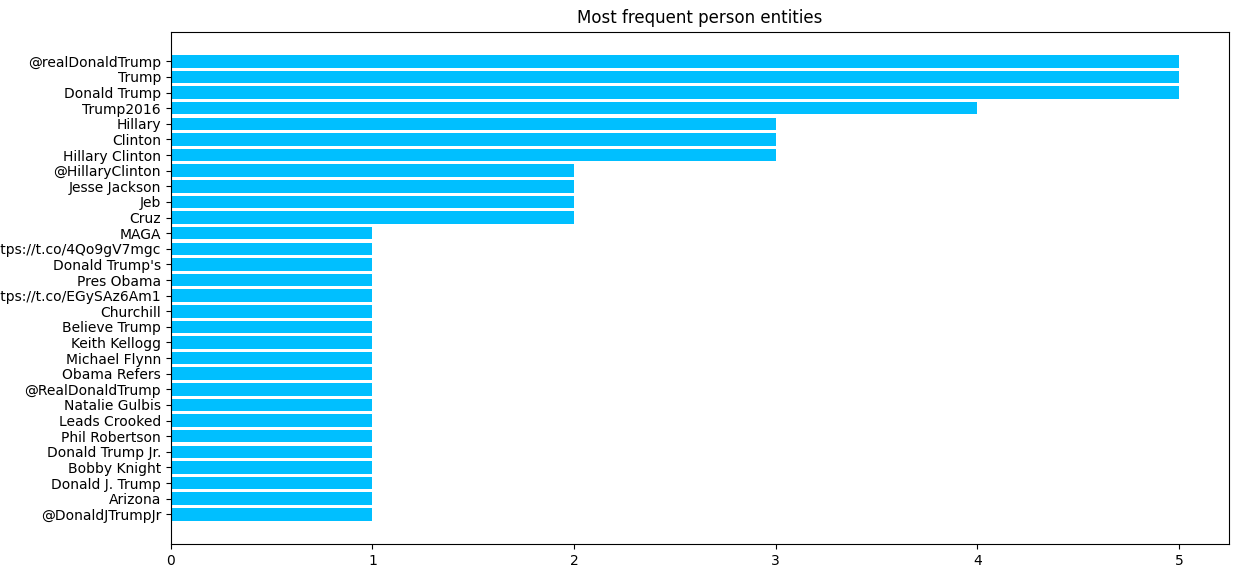 Most frequent person entities
@realDonaldTrump
Trump
Donald Trump
Trump2016
Hillary
Clinton
Hillary Clinton
@HillaryClinton
Jesse Jackson
Jeb
Cruz
MAGA
tps://t.co/4Qo9gV7mgc
Donald Trump's
Pres Obama
tps://t.co/EGySAz6Am1
Churchill
Believe Trump
Keith Kellogg
Michael Flynn
Obama Refers
@RealDonaldTrump
Natalie Gulbis
Leads Crooked
Phil Robertson
Donald Trump Jr.
Bobby Knight
Donald J. Trump
Arizona
@DonaldJTrumpJr
0 1 2 3 4 5